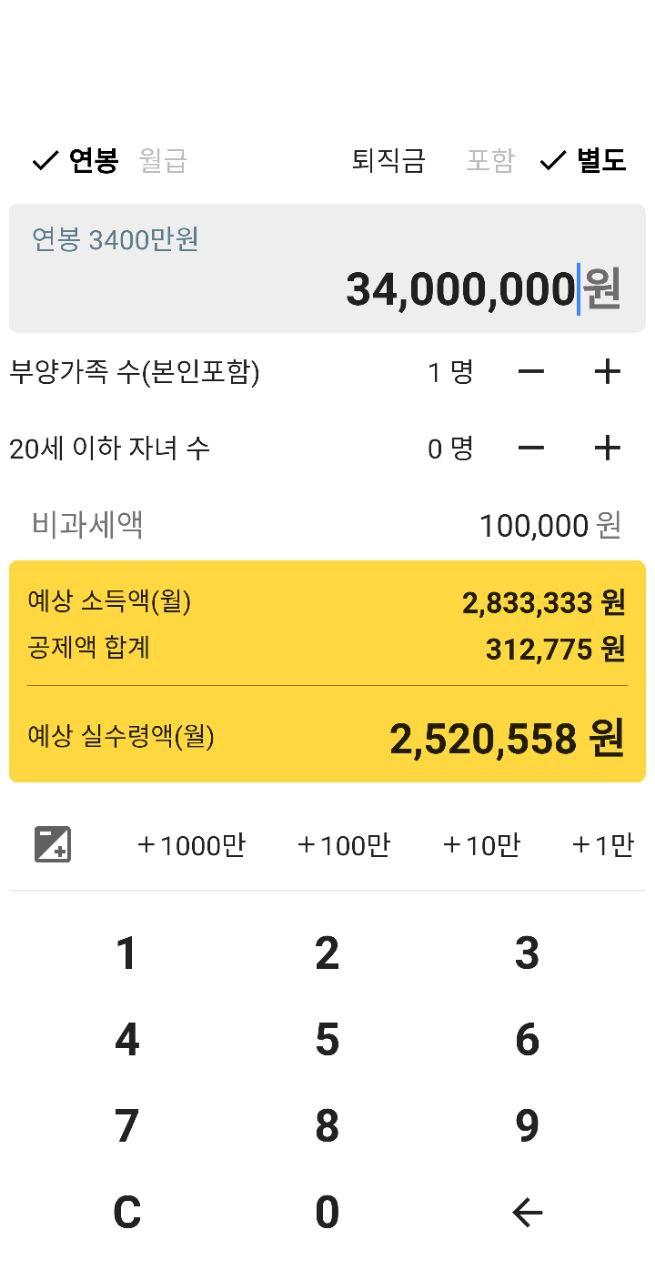 연봉 월급 퇴직금 포함 별도
연봉 3400만원
34,000,000원
부양가족 수(본인포함) 1 명 − +
20세 이하 자녀 수 0 명 − +
비과세액 100,000 원
예상 소득액(월) 2,833,333 원
공제액 합계 312,775 원
예상 실수령액(월) 2,520,558 원
+1000만 +100만 +10만 +1만
1 2 3
4 5 6
7 8 9
C 0 ←